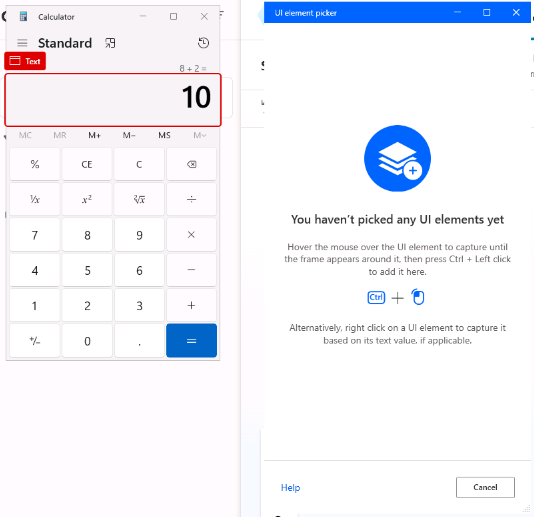 Calculator
Standard
Text
8 + 2 =
10
MC MR M+ M− MS M˅
% CE C
⅟x x² ²√x ÷
7 8 9 ×
4 5 6 −
1 2 3 +
+/− 0 . =
UI element picker
You haven't picked any UI elements yet
Hover the mouse over the UI element to capture until
the frame appears around it, then press Ctrl + Left click
to add it here.
Ctrl +
Alternatively, right click on a UI element to capture it
based on its text value, if applicable.
Help
Cancel